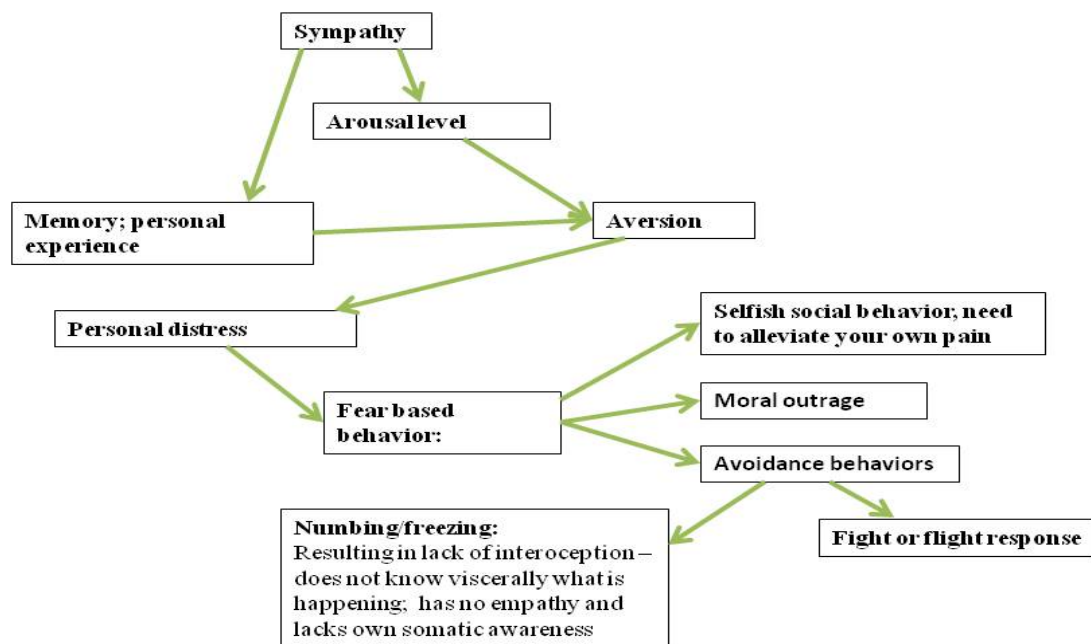 Sympathy
Arousal level
Memory; personal
experience
Aversion
Personal distress
Selfish social behavior, need
to alleviate your own pain
Fear based
behavior:
Moral outrage
Avoidance behaviors
Numbing/freezing:
Resulting in lack of interoception –
does not know viscerally what is
happening; has no empathy and
lacks own somatic awareness
Fight or flight response